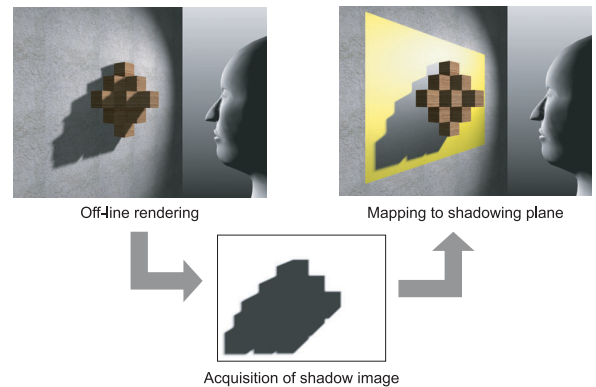 Off-line rendering
Mapping to shadowing plane
Acquisition of shadow image